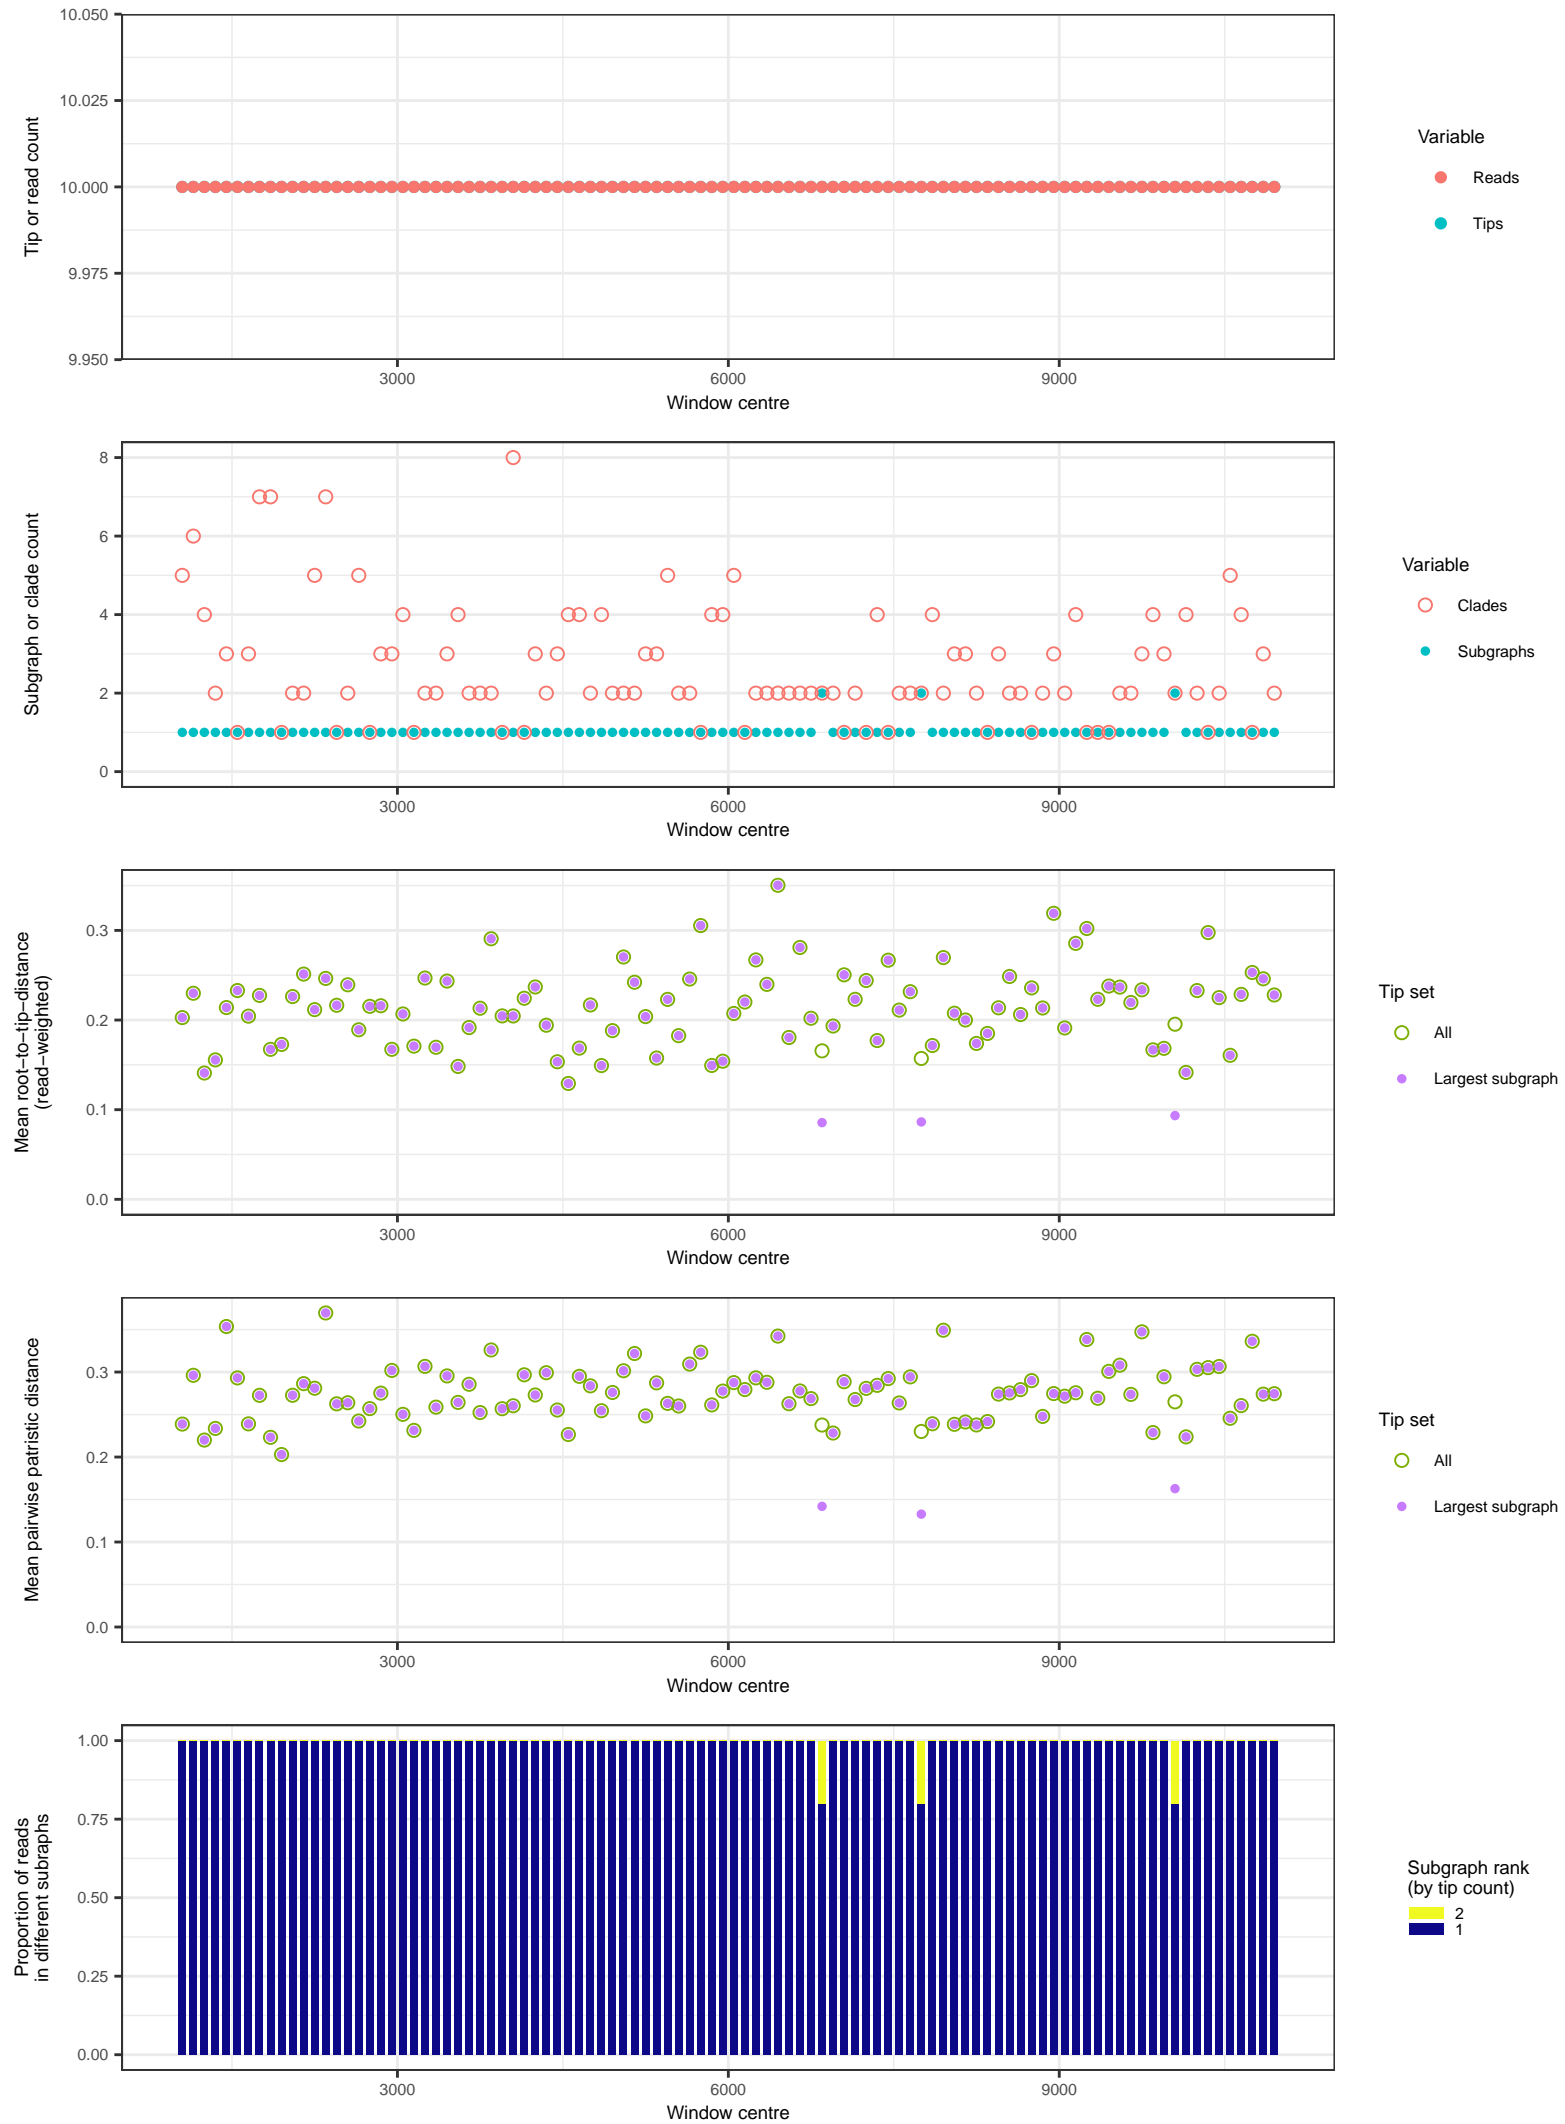 10.050
10.025
10.000
9.975
9.950
Tip or read count
3000
6000
9000
Window centre
Variable
Reads
Tips
8
6
4
2
0
Subgraph or clade count
3000
6000
9000
Window centre
Variable
Clades
Subgraphs
0.3
0.2
0.1
0.0
Mean root−to−tip−distance
(read−weighted)
3000
6000
9000
Window centre
Tip set
All
Largest subgraph
0.3
0.2
0.1
0.0
Mean pairwise patristic distance
3000
6000
9000
Window centre
Tip set
All
Largest subgraph
1.00
0.75
0.50
0.25
0.00
Proportion of reads
in different subraphs
3000
6000
9000
Window centre
Subgraph rank
(by tip count)
2
1